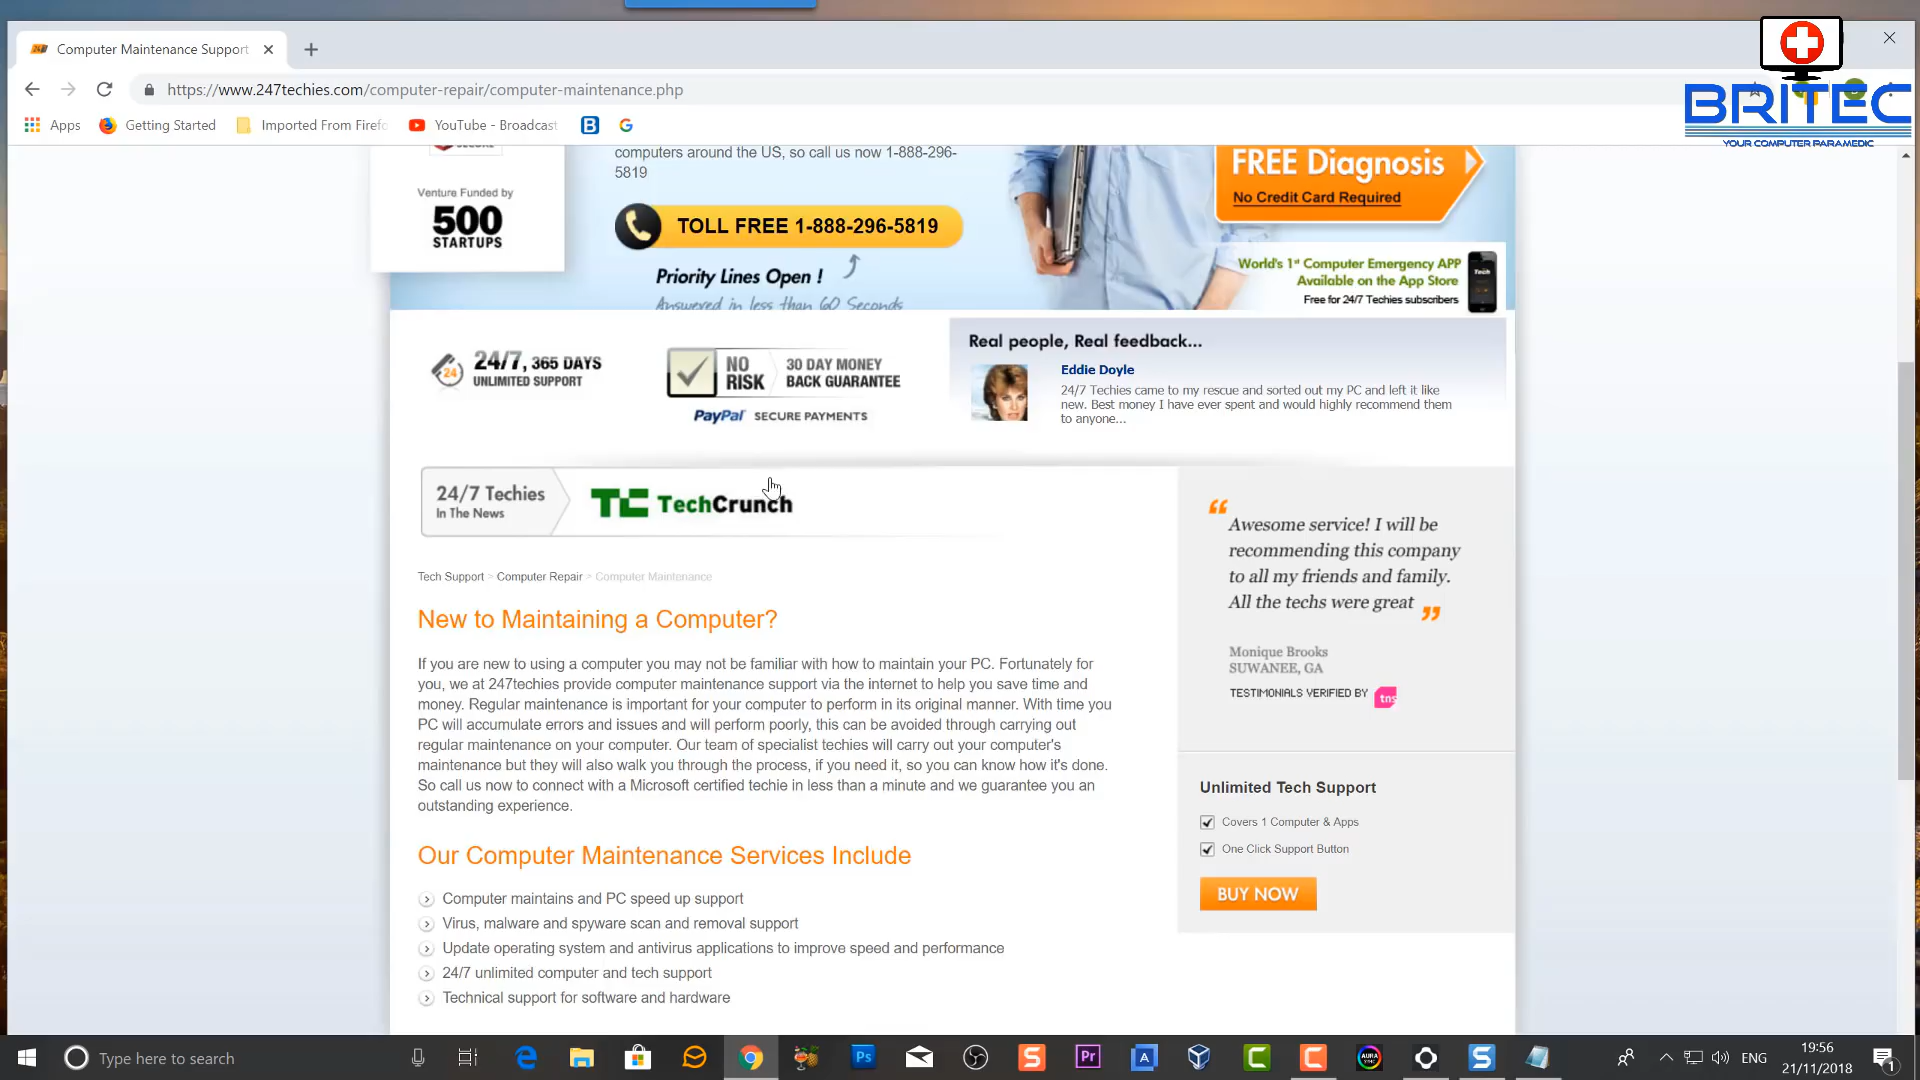 Computer Maintenance Support
https://www.247techies.com/computer-repair/computer-maintenance.php
BRITEC
YOUR COMPUTER PARAMEDIC
Apps
Getting Started
Imported From Firefo
YouTube - Broadcast
computers around the US, so call us now 1-888-296-
5819
Venture Funded by
500
STARTUPS
TOLL FREE 1-888-296-5819
Priority Lines Open !
Answered in less than 60 Seconds
FREE Diagnosis
No Credit Card Required
World's 1st Computer Emergency APP
Available on the App Store
Free for 24/7 Techies subscribers
24/7, 365 DAYS
UNLIMITED SUPPORT
NO
RISK
30 DAY MONEY
BACK GUARANTEE
PayPal SECURE PAYMENTS
Real people, Real feedback...
Eddie Doyle
24/7 Techies came to my rescue and sorted out my PC and left it like
new. Best money I have ever spent and would highly recommend them
to anyone...
24/7 Techies
In The News
TechCrunch
Tech Support > Computer Repair > Computer Maintenance
New to Maintaining a Computer?
If you are new to using a computer you may not be familiar with how to maintain your PC. Fortunately for
you, we at 247techies provide computer maintenance support via the internet to help you save time and
money. Regular maintenance is important for your computer to perform in its original manner. With time you
PC will accumulate errors and issues and will perform poorly, this can be avoided through carrying out
regular maintenance on your computer. Our team of specialist techies will carry out your computer's
maintenance but they will also walk you through the process, if you need it, so you can know how it's done.
So call us now to connect with a Microsoft certified techie in less than a minute and we guarantee you an
outstanding experience.
Our Computer Maintenance Services Include
Computer maintains and PC speed up support
Virus, malware and spyware scan and removal support
Update operating system and antivirus applications to improve speed and performance
24/7 unlimited computer and tech support
Technical support for software and hardware
“ Awesome service! I will be
recommending this company
to all my friends and family.
All the techs were great ”
Monique Brooks
SUWANEE, GA
TESTIMONIALS VERIFIED BY tns
Unlimited Tech Support
Covers 1 Computer & Apps
One Click Support Button
BUY NOW
Type here to search
ENG
19:56
21/11/2018